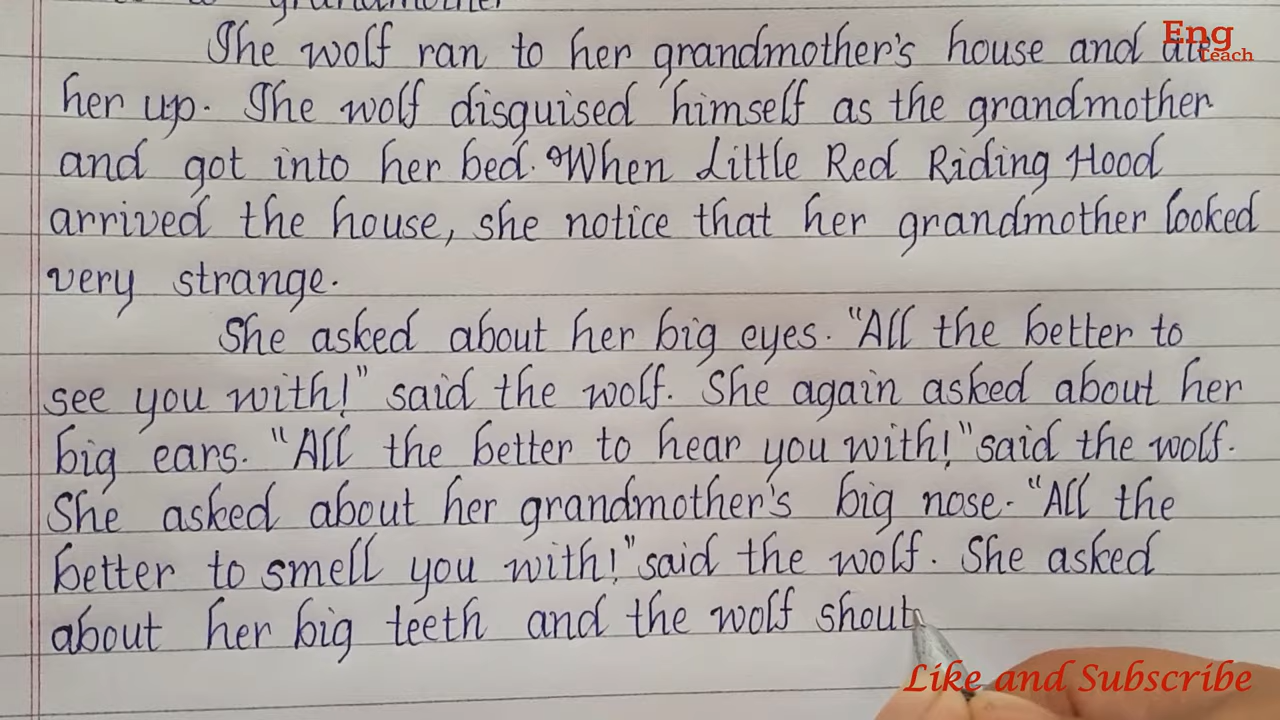 grandmother
The wolf ran to her grandmother's house and
Eng
Teach
her up. The wolf disguised himself as the grandmother
and got into her bed. When Little Red Riding Hood
arrived the house, she notice that her grandmother looked
very strange.
She asked about her big eyes. "All the better to
see you with!" said the wolf. She again asked about her
big ears. "All the better to hear you with!" said the wolf.
She asked about her grandmother's big nose. "All the
better to smell you with!" said the wolf. She asked
about her big teeth and the wolf shout
Like and Subscribe